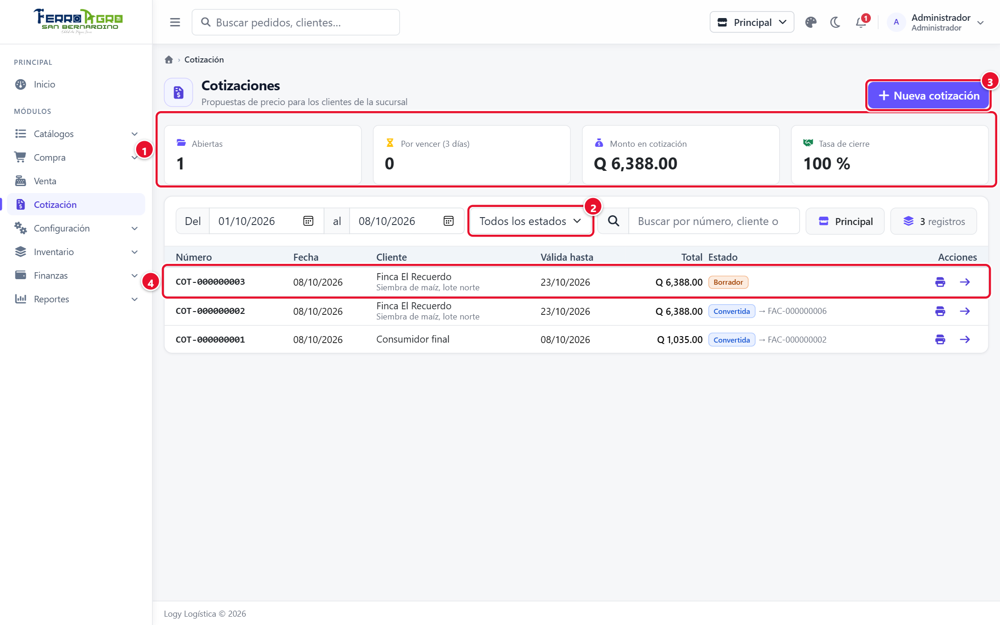 FERRO AGRO
SAN BERNARDINO
Buscar pedidos, clientes...
Principal
1
A
Administrador
Administrador
PRINCIPAL
Inicio
MÓDULOS
Catálogos
Compra
Venta
Cotización
Configuración
Inventario
Finanzas
Reportes
› Cotización
Cotizaciones
Propuestas de precio para los clientes de la sucursal
+ Nueva cotización
3
1
Abiertas
1
Por vencer (3 días)
0
Monto en cotización
Q 6,388.00
Tasa de cierre
100 %
Del 01/10/2026 al 08/10/2026
Todos los estados
2
Buscar por número, cliente o
Principal
3 registros
Número Fecha Cliente Válida hasta Total Estado Acciones
4
COT-000000003 08/10/2026 Finca El Recuerdo 23/10/2026 Q 6,388.00 Borrador
Siembra de maíz, lote norte
COT-000000002 08/10/2026 Finca El Recuerdo 23/10/2026 Q 6,388.00 Convertida → FAC-000000006
Siembra de maíz, lote norte
COT-000000001 08/10/2026 Consumidor final 08/10/2026 Q 1,035.00 Convertida → FAC-000000002
Logy Logística © 2026